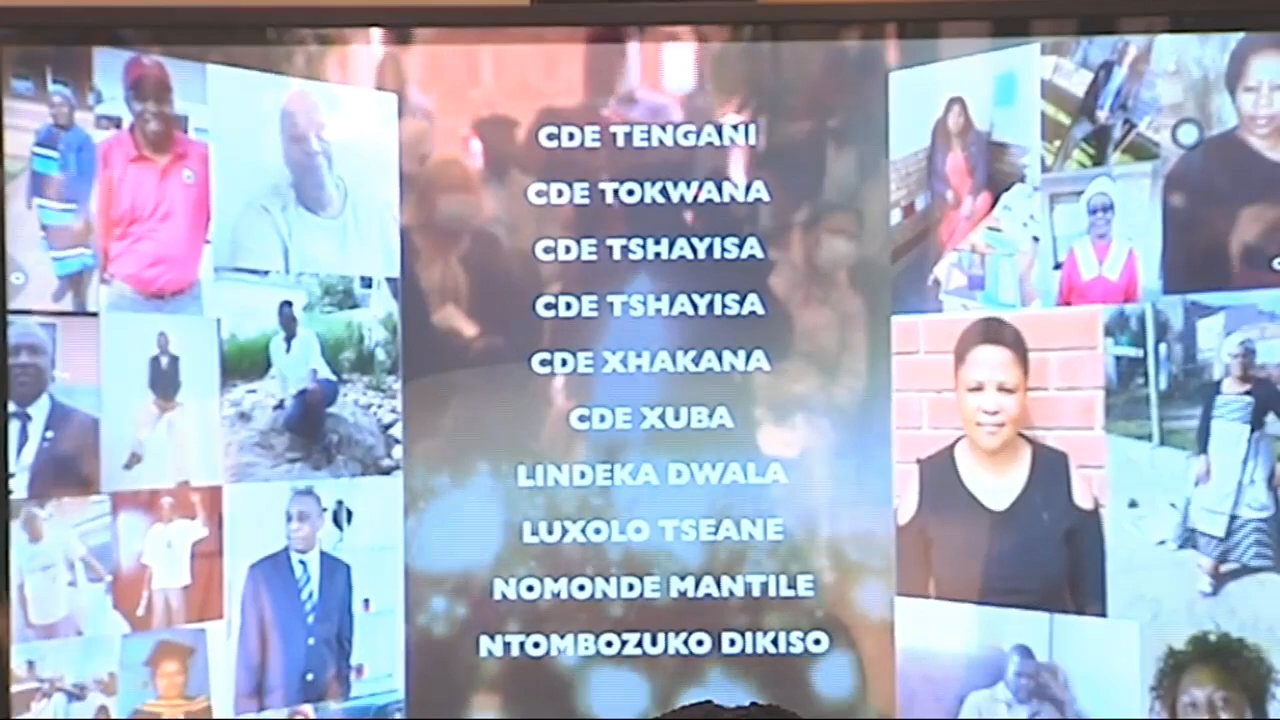 CDE TENGANI
CDE TOKWANA
CDE TSHAYISA
CDE TSHAYISA
CDE XHAKANA
CDE XUBA
LINDEKA DWALA
LUXOLO TSEANE
NOMONDE MANTILE
NTOMBOZUKO DIKISO